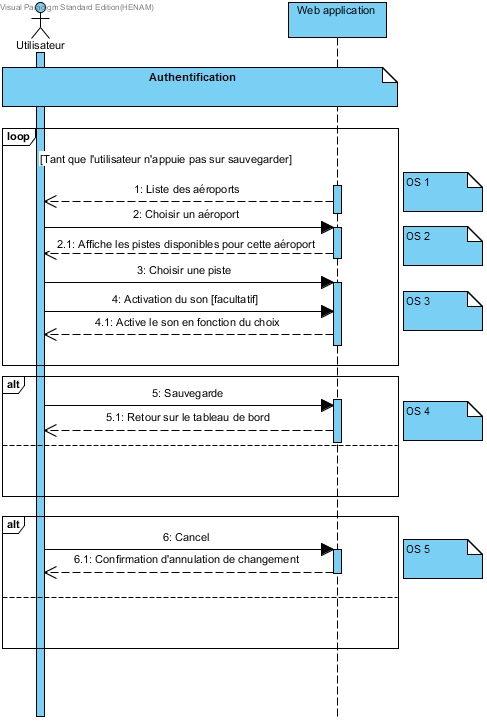 Visual Paradigm Standard Edition(HENAM)
Web application
Utilisateur
Authentification
loop
[Tant que l'utilisateur n'appuie pas sur sauvegarder]
1: Liste des aéroports
OS 1
2: Choisir un aéroport
2.1: Affiche les pistes disponibles pour cette aéroport
OS 2
3: Choisir une piste
4: Activation du son [facultatif]
OS 3
4.1: Active le son en fonction du choix
alt
5: Sauvegarde
OS 4
5.1: Retour sur le tableau de bord
alt
6: Cancel
OS 5
6.1: Confirmation d'annulation de changement